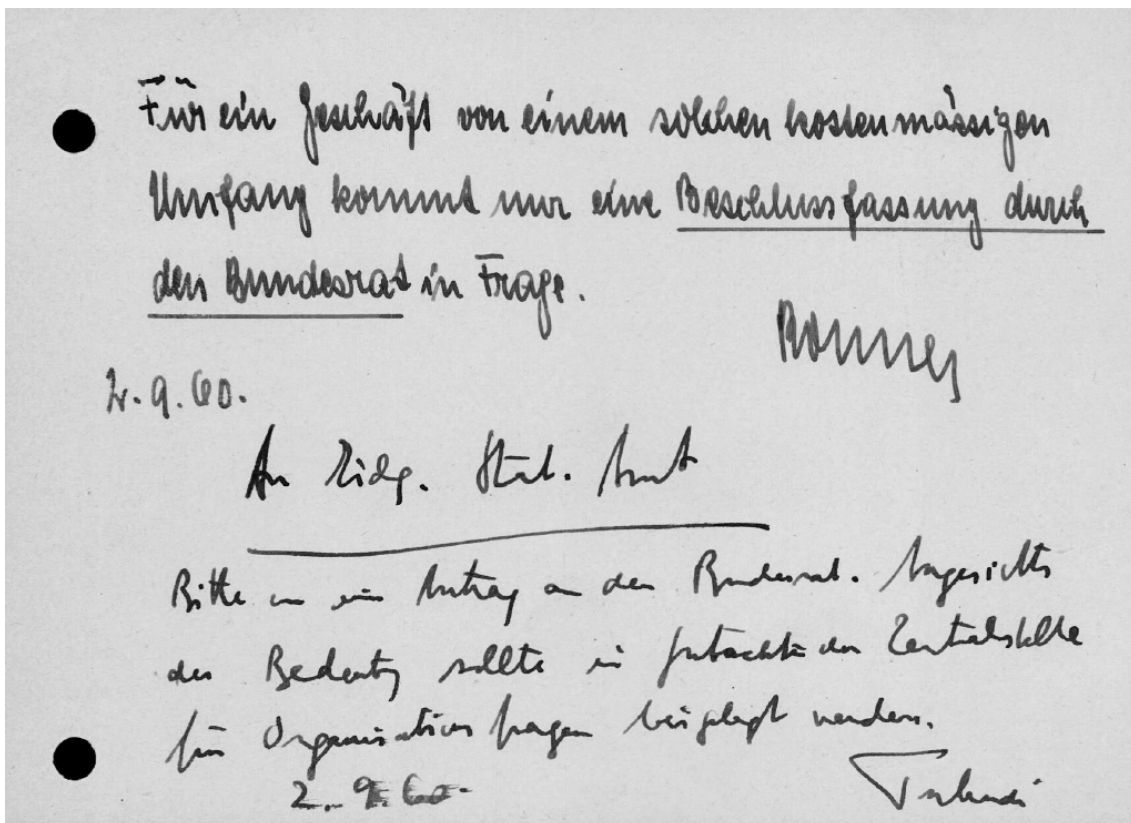 Für ein Geschäft von einem solchen kostenmässigen
Umfang kommt nur eine Beschlussfassung durch
den Bundesrat in Frage.
2.9.60.
An Eidg. Stat. Amt
Bitte um ein Antrag an den Bundesrat. Angesichts
der Bedeutung sollte ein Gutachten der Zentralstelle
für Organisationsfragen beigelegt werden.
2. 9. 60.
Tschudi